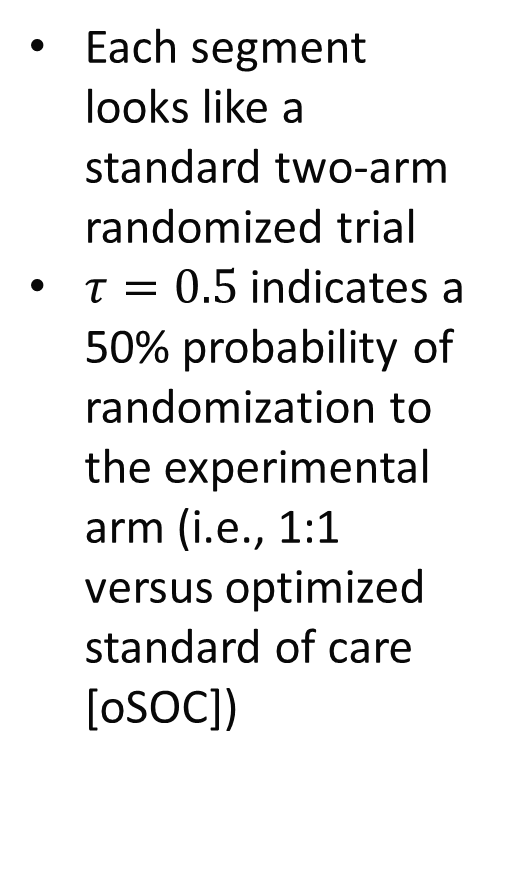 • Each segment
looks like a
standard two-arm
randomized trial
• τ = 0.5 indicates a
50% probability of
randomization to
the experimental
arm (i.e., 1:1
versus optimized
standard of care
[oSOC])